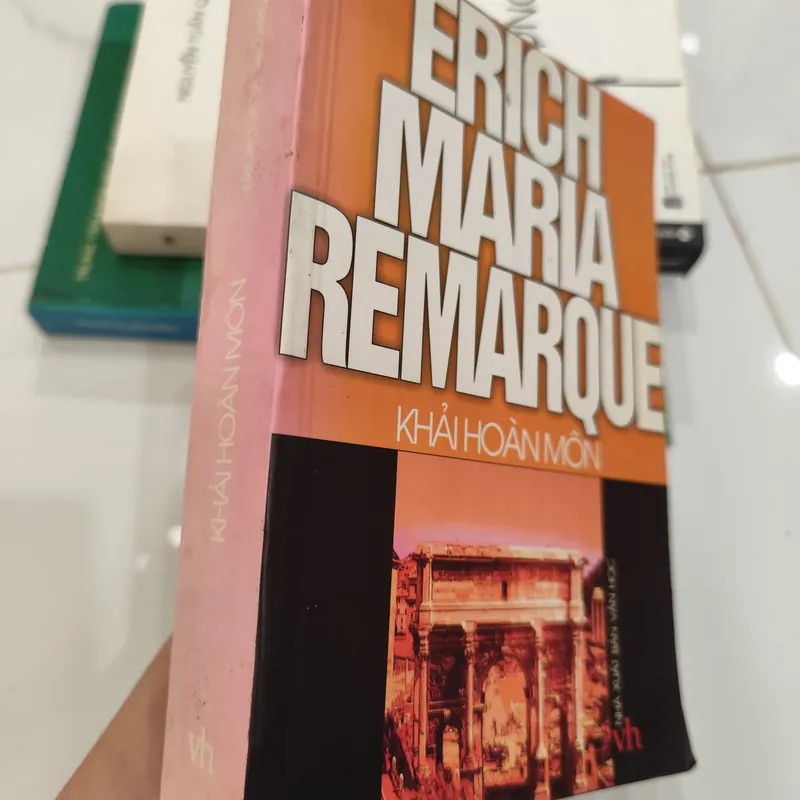 ERICH
MARIA
REMARQUE
KHẢI HOÀN MÔN
NHÀ XUẤT BẢN VĂN HỌC
vh
KHẢI HOÀN MÔN
vh